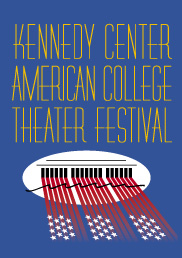 KENNEDY CENTER
AMERICAN COLLEGE
THEATER FESTIVAL